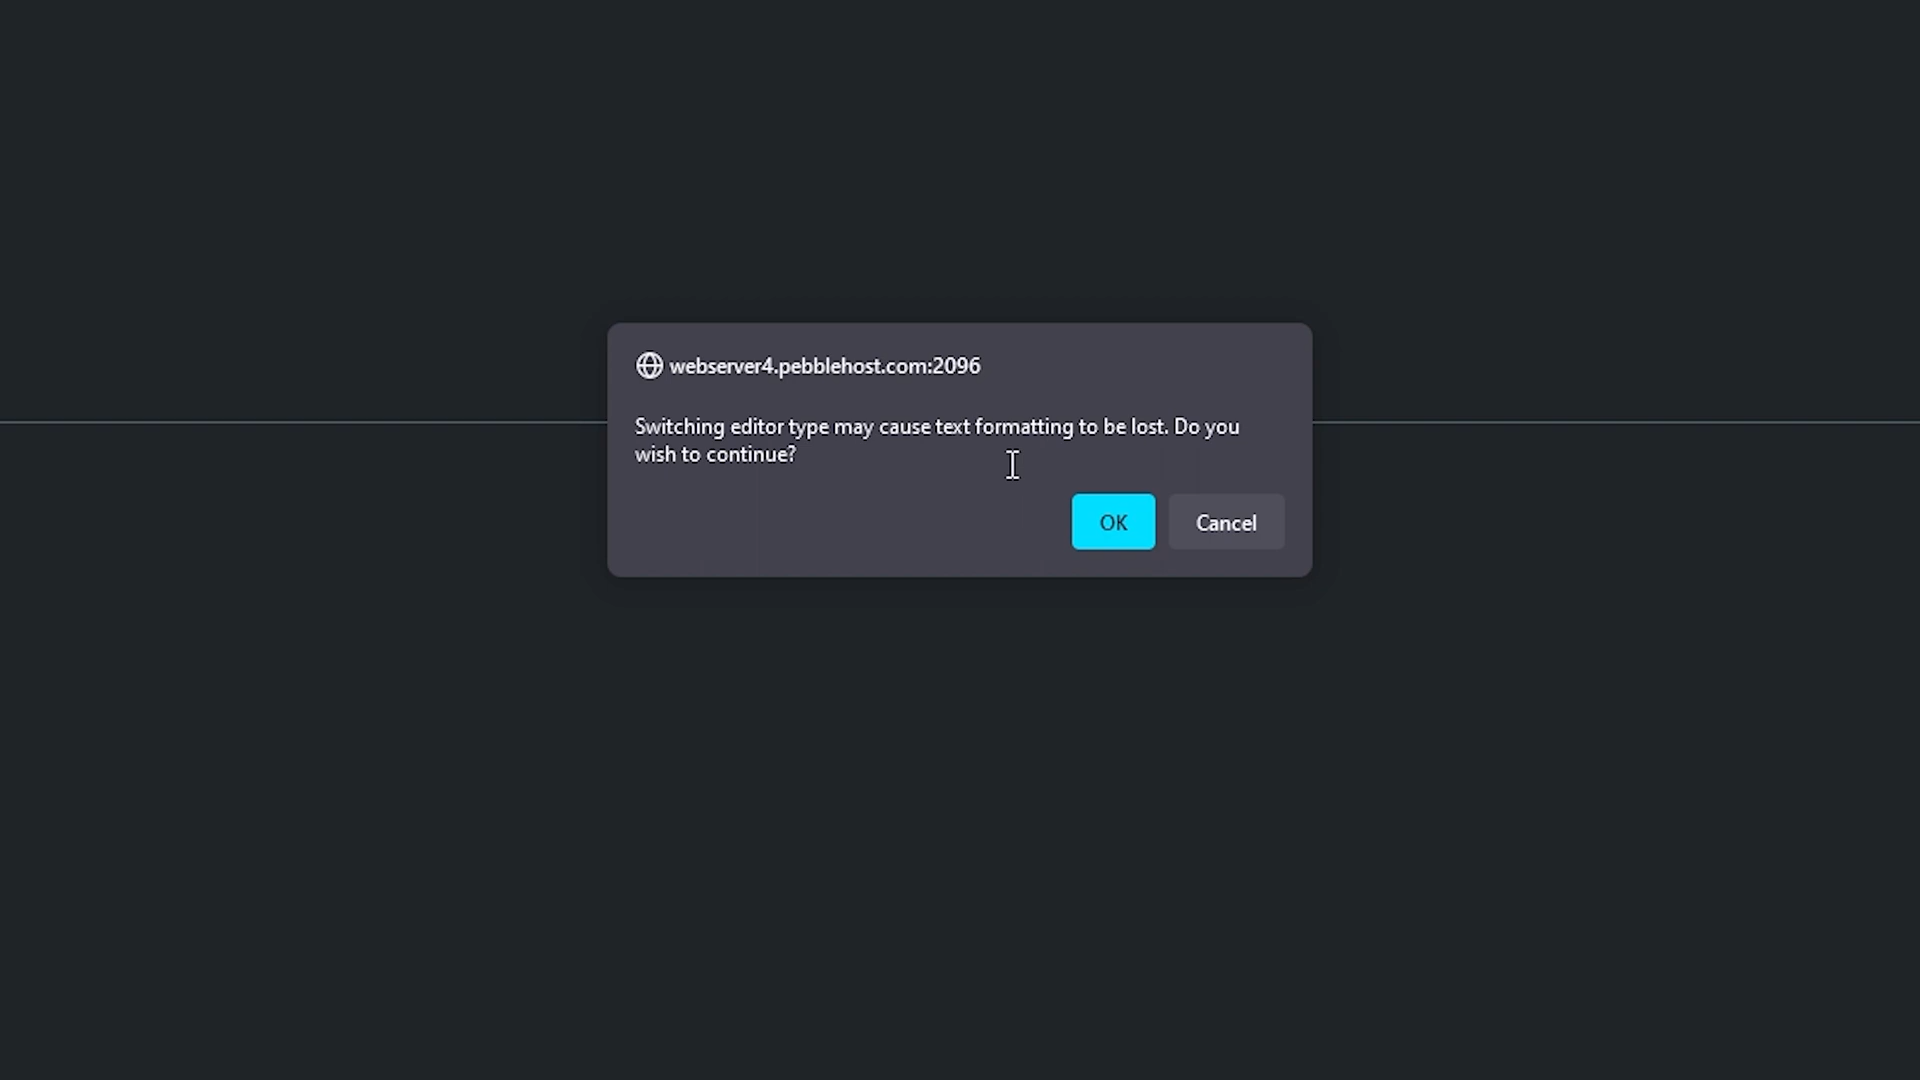 webserver4.pebblehost.com:2096
Switching editor type may cause text formatting to be lost. Do you
wish to continue?
OK
Cancel